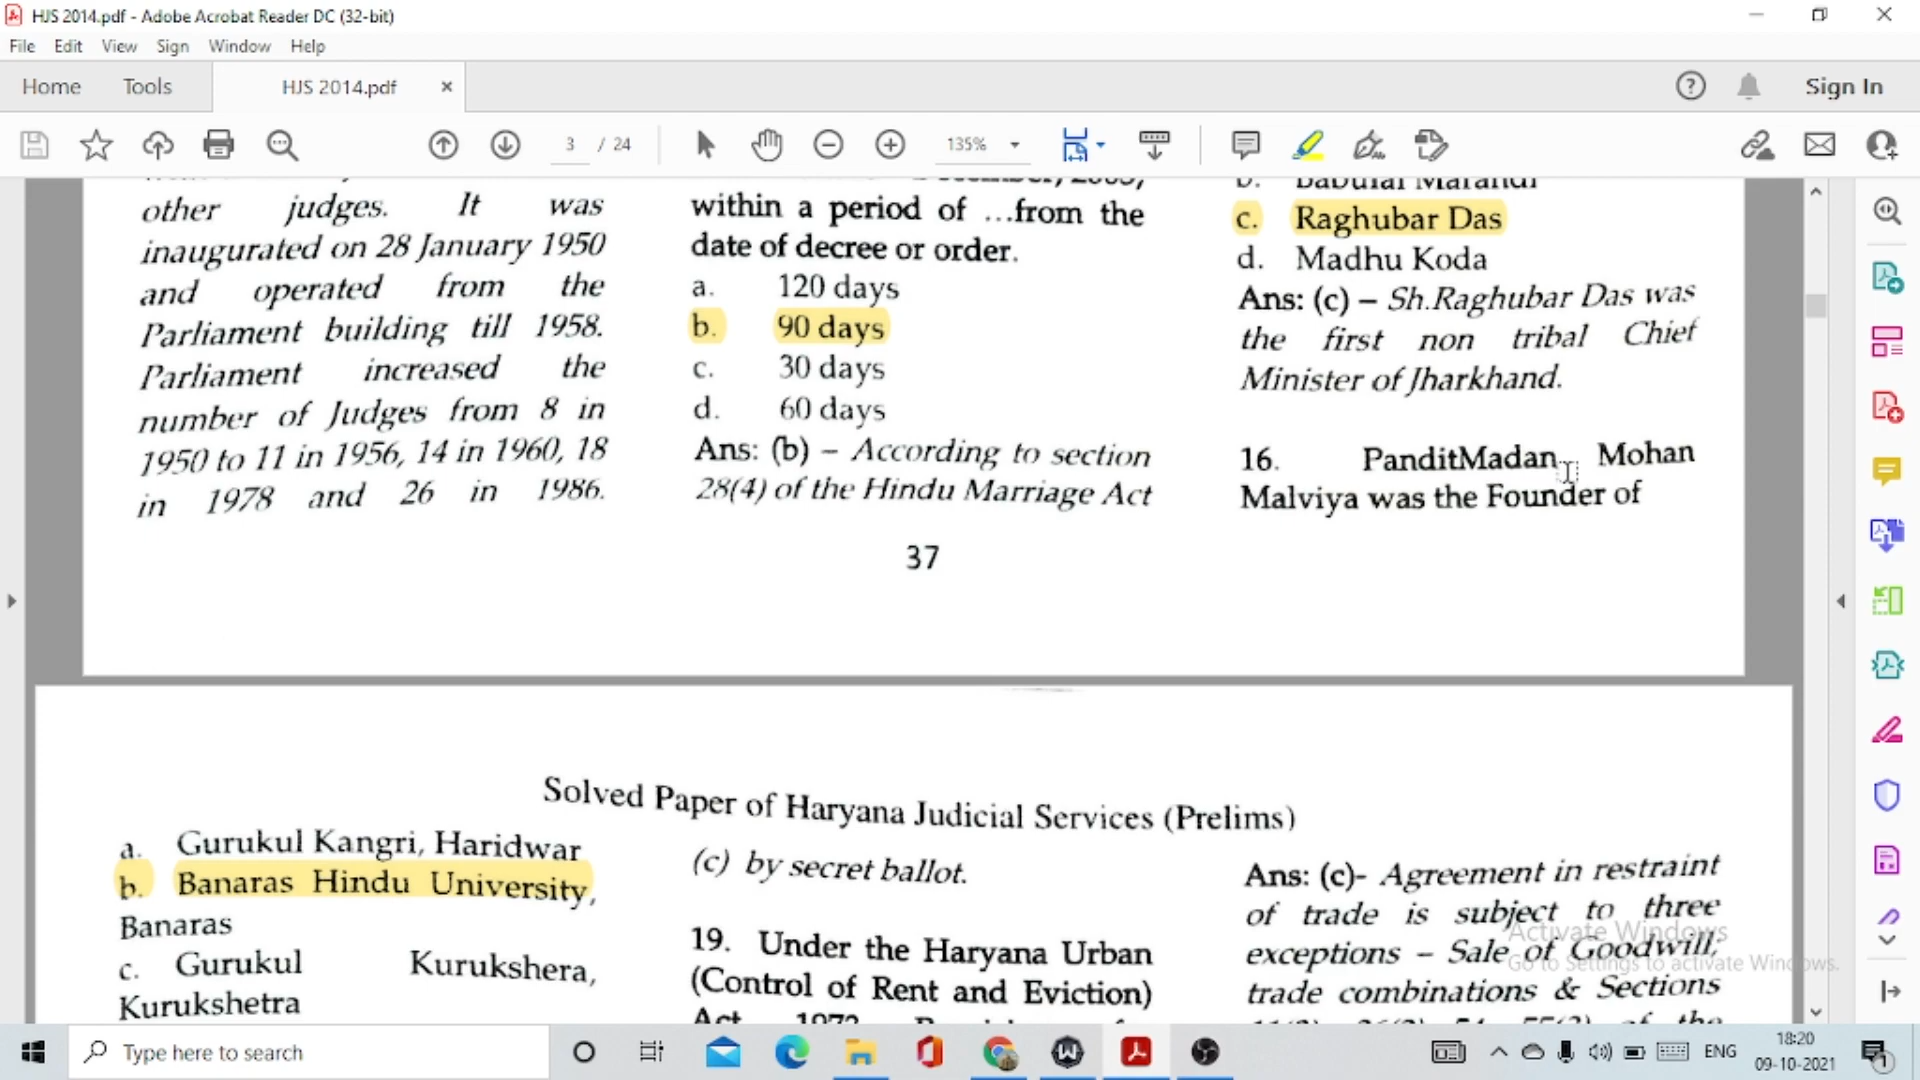 HJS 2014.pdf - Adobe Acrobat Reader DC (32-bit)
File Edit View Sign Window Help
Home Tools HJS 2014.pdf × Sign In
3 / 24 135%
other judges. It was
inaugurated on 28 January 1950
and operated from the
Parliament building till 1958.
Parliament increased the
number of Judges from 8 in
1950 to 11 in 1956, 14 in 1960, 18
in 1978 and 26 in 1986.
within a period of ...from the
date of decree or order.
a. 120 days
b. 90 days
c. 30 days
d. 60 days
Ans: (b) – According to section
28(4) of the Hindu Marriage Act
b. Babulal Marandi
c. Raghubar Das
d. Madhu Koda
Ans: (c) – Sh.Raghubar Das was
the first non tribal Chief
Minister of Jharkhand.
16. PanditMadan Mohan
Malviya was the Founder of
37
Solved Paper of Haryana Judicial Services (Prelims)
a. Gurukul Kangri, Haridwar
b. Banaras Hindu University,
Banaras
c. Gurukul Kurukshera,
Kurukshetra
(c) by secret ballot.
19. Under the Haryana Urban
(Control of Rent and Eviction)
Ans: (c)- Agreement in restraint
of trade is subject to three
exceptions – Sale of Goodwill;
trade combinations & Sections
Activate Windows
Go to Settings to activate Windows.
Type here to search
ENG
18:20
09-10-2021
1